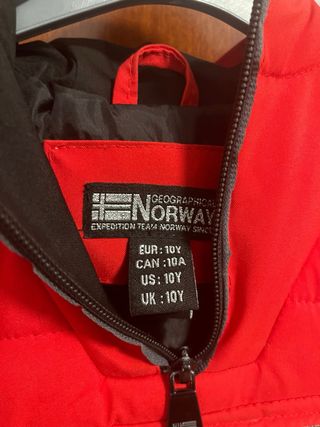 GEOGRAPHICAL
NORWAY
EXPEDITION TEAM NORWAY SINCE
EUR : 10Y
CAN : 10A
US : 10Y
UK : 10Y